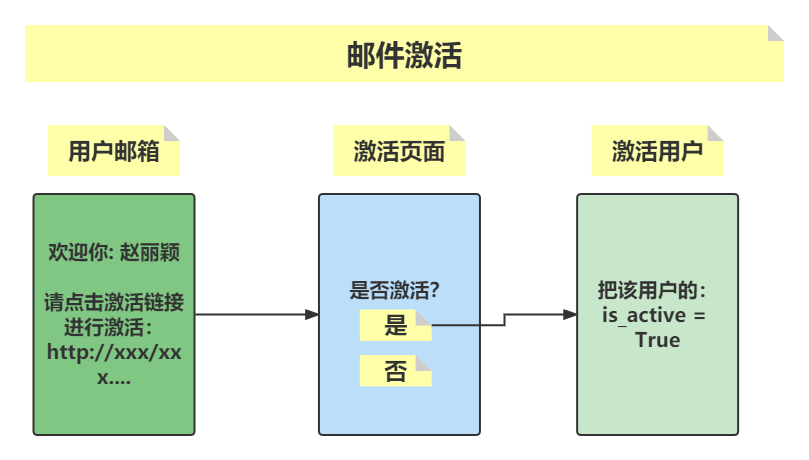 邮件激活
用户邮箱
激活页面
激活用户
欢迎你: 赵丽颖
请点击激活链接
进行激活：
http://xxx/xx
x....
是否激活?
是
否
把该用户的：
is_active =
True